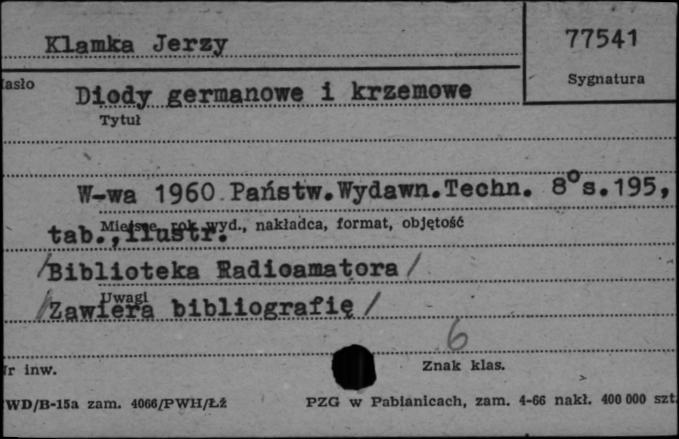 Klamka Jerzy
77541
Sygnatura
Hasło
Diody germanowe i krzemowe
Tytuł
W-wa 1960 Państw.Wydawn.Techn. 8°s.195,
Miejsce, rok wyd., nakładca, format, objętość
tab.,ilustr.
/Biblioteka Radioamatora/
Uwagi
/Zawiera bibliografię/
6
Nr inw.
Znak klas.
WD/B-15a zam. 4066/PWH/Łż
PZG w Pabianicach, zam. 4-66 nakł. 400 000 szt.